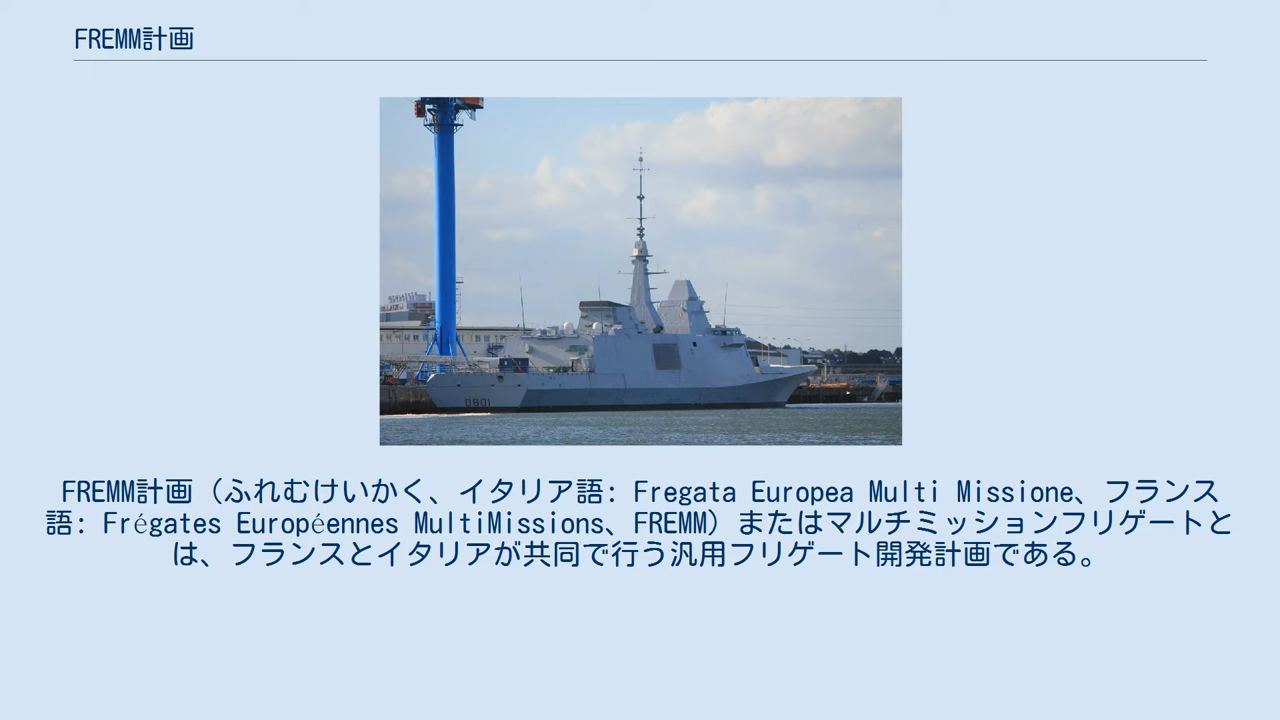 FREMM計画
D801
FREMM計画（ふれむけいかく、イタリア語: Fregata Europea Multi Missione、フランス
語: Frégates Européennes MultiMissions、FREMM）またはマルチミッションフリゲートと
は、フランスとイタリアが共同で行う汎用フリゲート開発計画である。